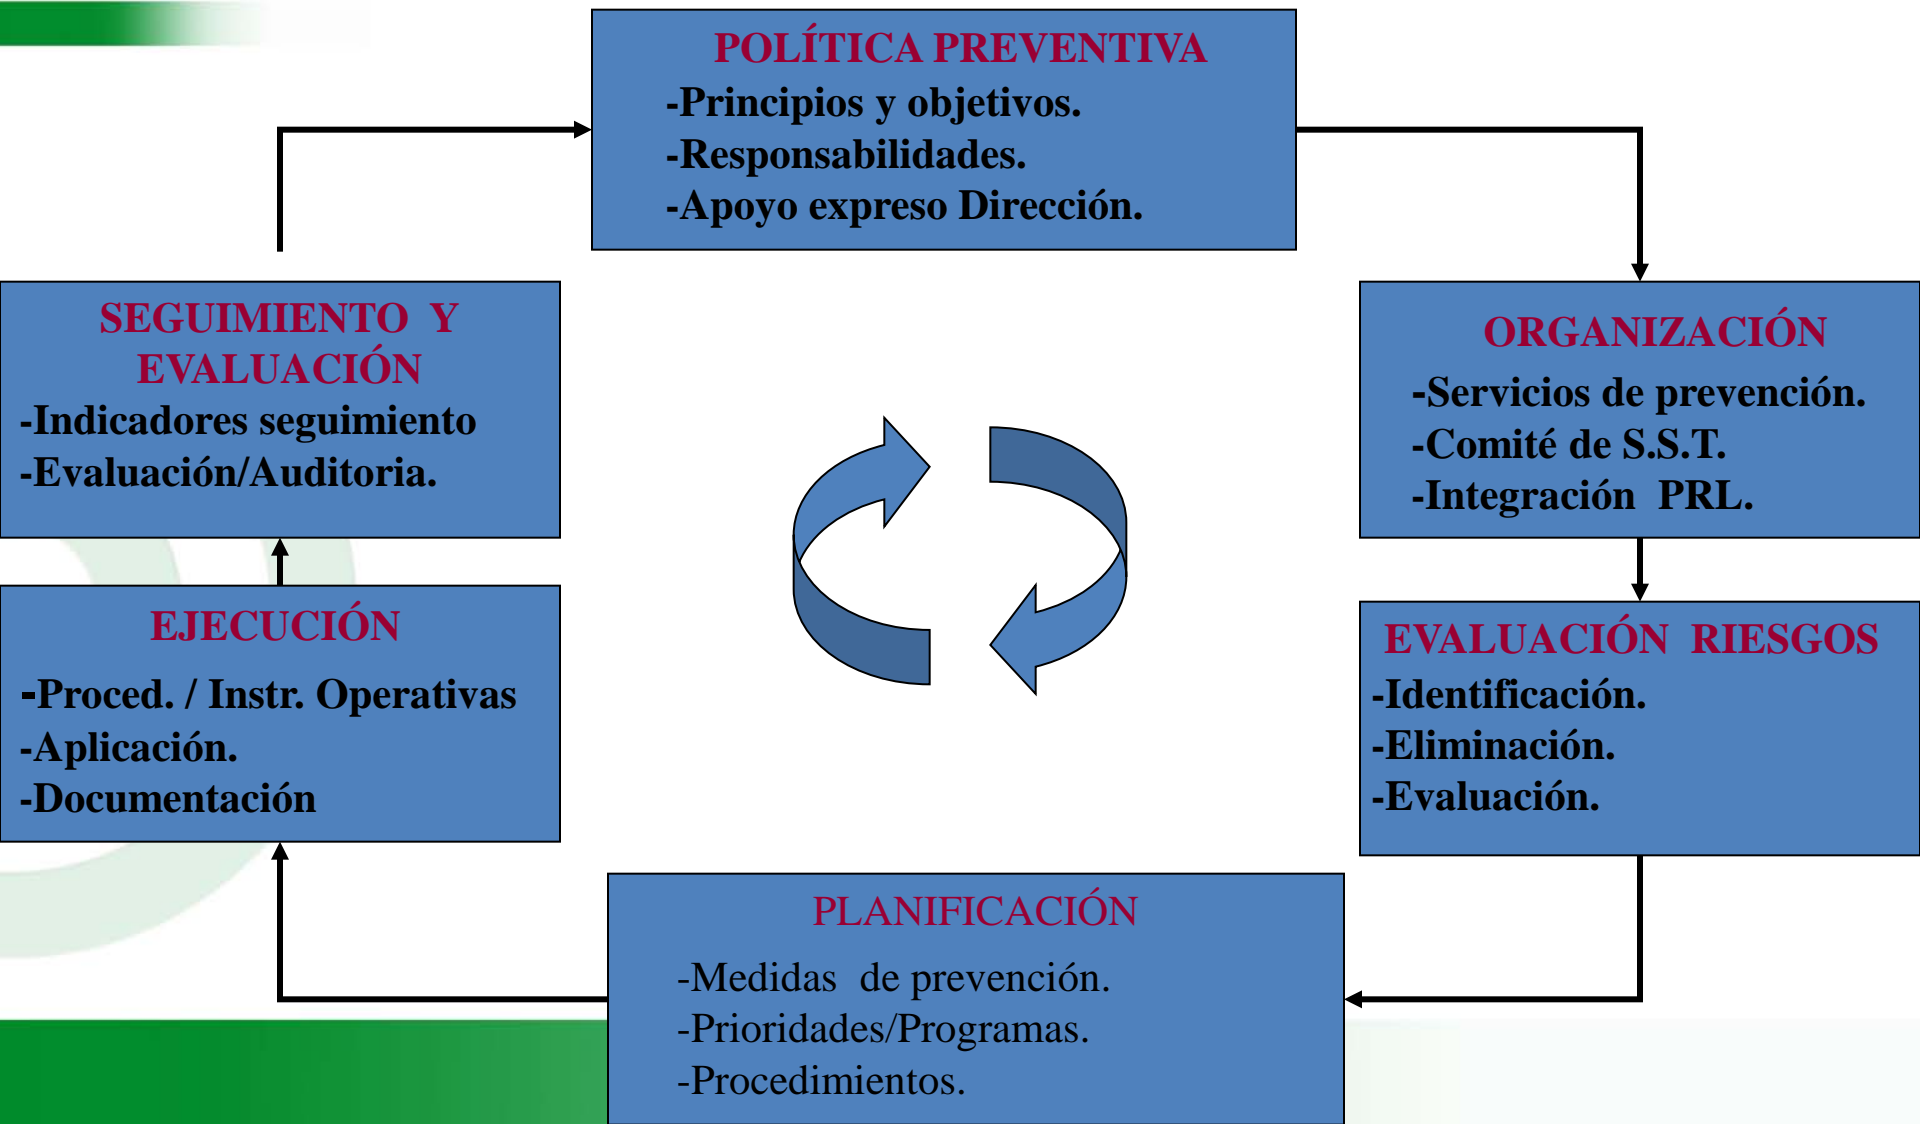 POLÍTICA PREVENTIVA
-Principios y objetivos.
-Responsabilidades.
-Apoyo expreso Dirección.
ORGANIZACIÓN
-Servicios de prevención.
-Comité de S.S.T.
-Integración PRL.
EVALUACIÓN RIESGOS
-Identificación.
-Eliminación.
-Evaluación.
PLANIFICACIÓN
-Medidas de prevención.
-Prioridades/Programas.
-Procedimientos.
EJECUCIÓN
-Proced. / Instr. Operativas
-Aplicación.
-Documentación
SEGUIMIENTO Y
EVALUACIÓN
-Indicadores seguimiento
-Evaluación/Auditoria.